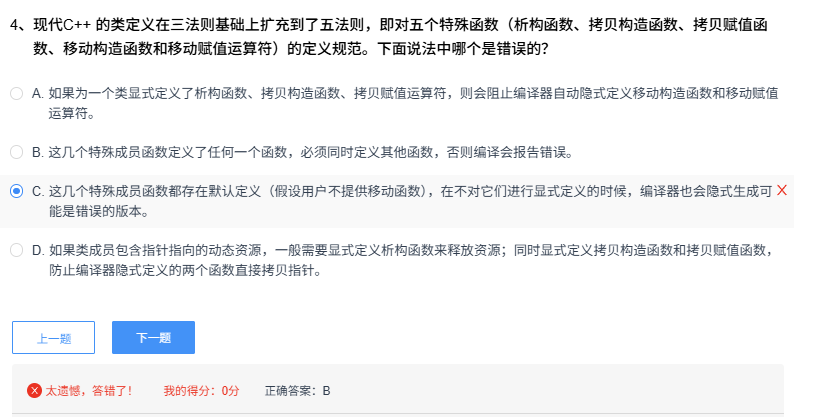 4、现代C++ 的类定义在三法则基础上扩充到了五法则，即对五个特殊函数（析构函数、拷贝构造函数、拷贝赋值函
数、移动构造函数和移动赋值运算符）的定义规范。下面说法中哪个是错误的？
A. 如果为一个类显式定义了析构函数、拷贝构造函数、拷贝赋值运算符，则会阻止编译器自动隐式定义移动构造函数和移动赋值
运算符。
B. 这几个特殊成员函数定义了任何一个函数，必须同时定义其他函数，否则编译会报告错误。
C. 这几个特殊成员函数都存在默认定义（假设用户不提供移动函数），在不对它们进行显式定义的时候，编译器也会隐式生成可
能是错误的版本。
D. 如果类成员包含指针指向的动态资源，一般需要显式定义析构函数来释放资源；同时显式定义拷贝构造函数和拷贝赋值函数，
防止编译器隐式定义的两个函数直接拷贝指针。
上一题 下一题
太遗憾，答错了！ 我的得分：0分 正确答案：B